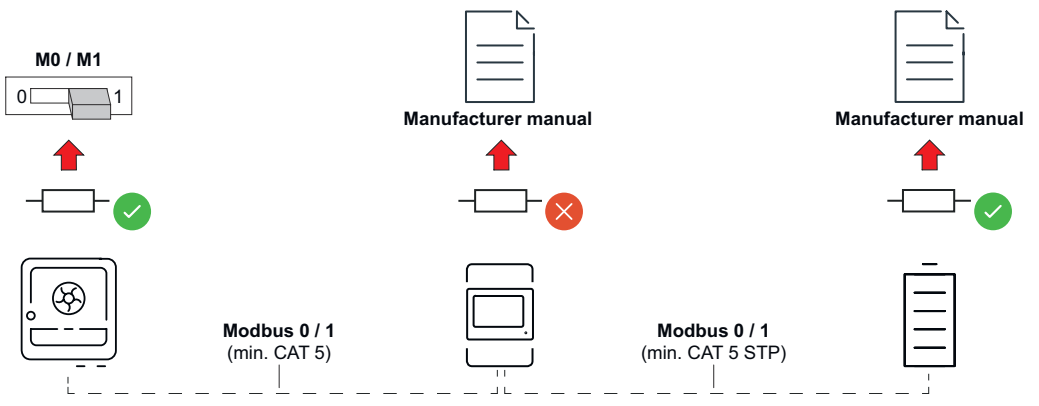 M0 / M1
0 1
Manufacturer manual
Manufacturer manual
Modbus 0 / 1
(min. CAT 5)
Modbus 0 / 1
(min. CAT 5 STP)